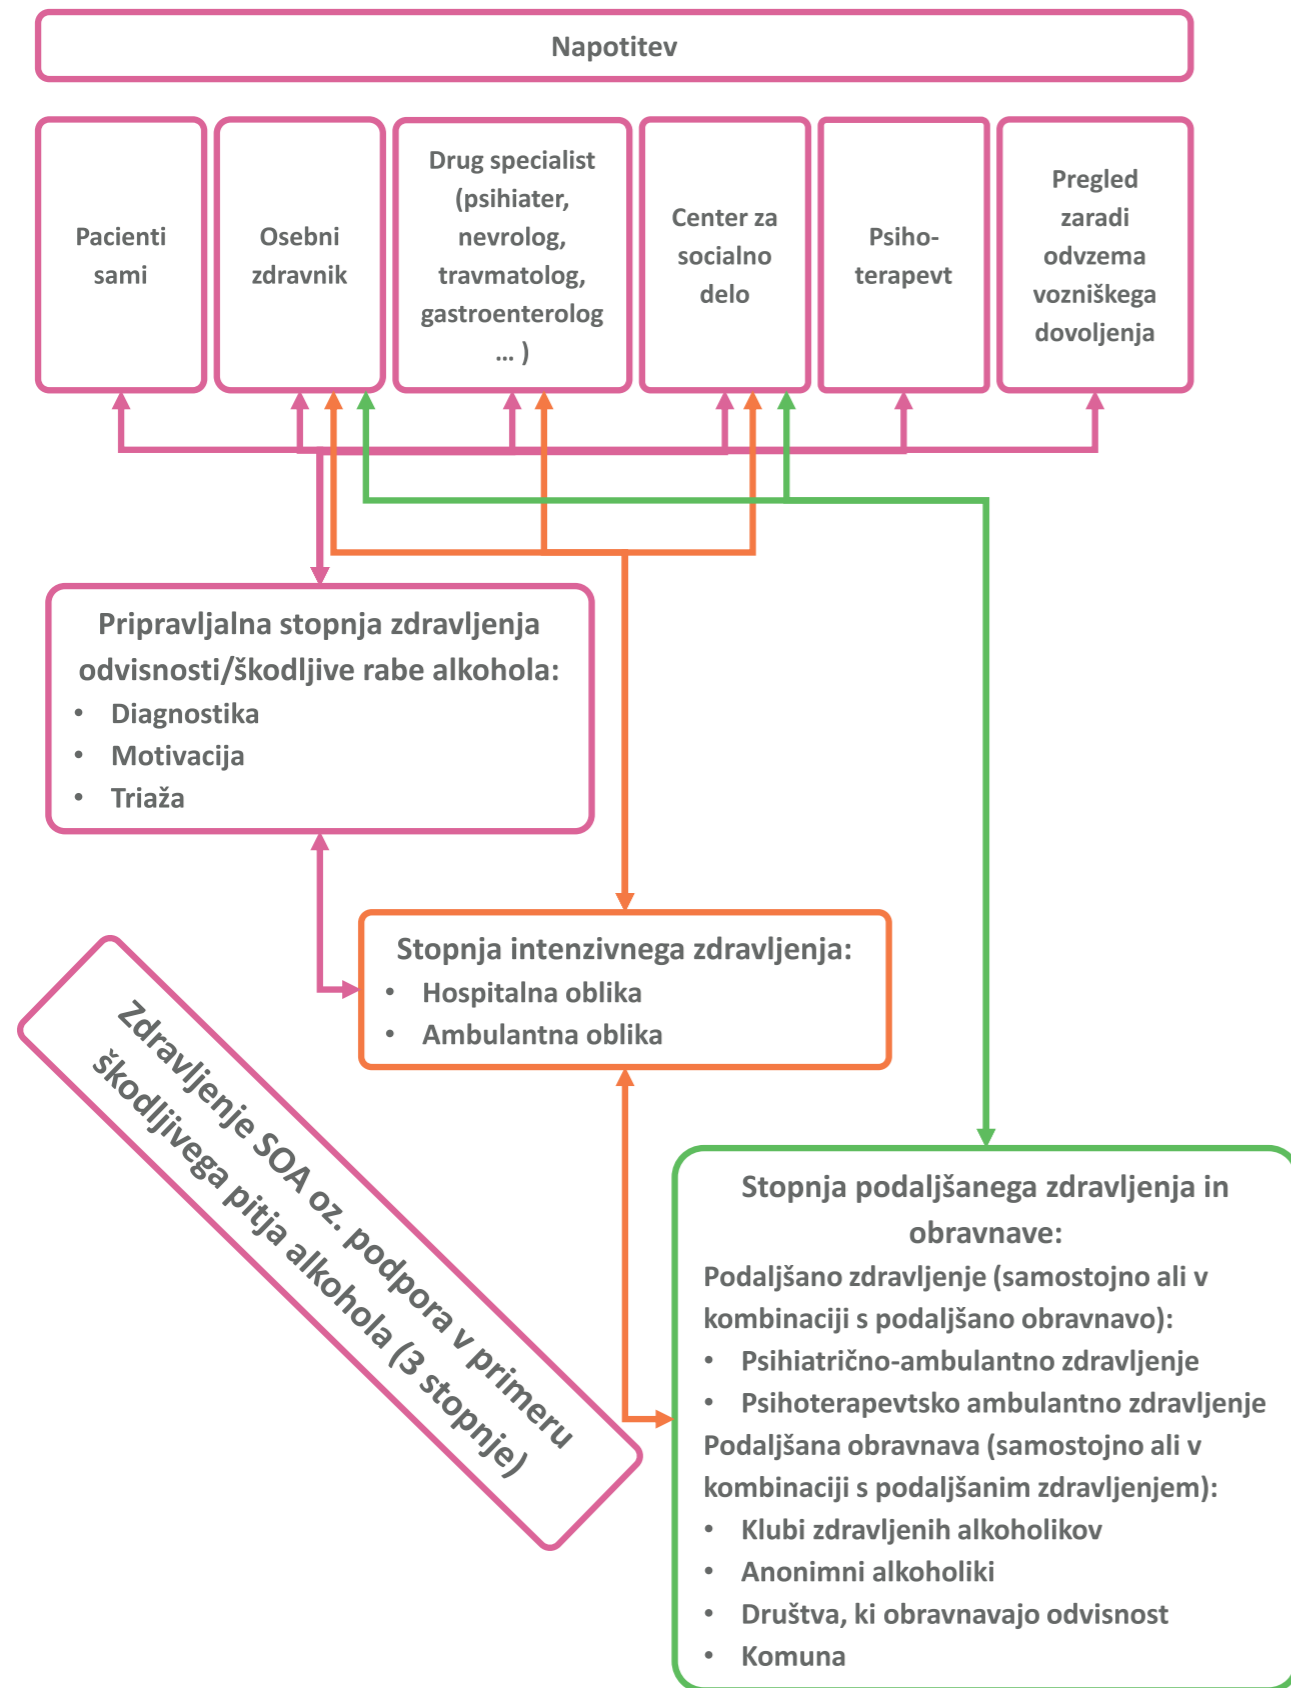 Napotitev
Pacienti
sami
Osebni
zdravnik
Drug specialist
(psihiater,
nevrolog,
travmatolog,
gastroenterolog
... )
Center za
socialno
delo
Psiho-
terapevt
Pregled
zaradi
odvzema
vozniškega
dovoljenja
Pripravljalna stopnja zdravljenja
odvisnosti/škodljive rabe alkohola:
• Diagnostika
• Motivacija
• Triaža
Stopnja intenzivnega zdravljenja:
• Hospitalna oblika
• Ambulantna oblika
Zdravljenje SOA oz. podpora v primeru
škodljivega pitja alkohola (3 stopnje)
Stopnja podaljšanega zdravljenja in
obravnave:
Podaljšano zdravljenje (samostojno ali v
kombinaciji s podaljšano obravnavo):
• Psihiatrično-ambulantno zdravljenje
• Psihoterapevtsko ambulantno zdravljenje
Podaljšana obravnava (samostojno ali v
kombinaciji s podaljšanim zdravljenjem):
• Klubi zdravljenih alkoholikov
• Anonimni alkoholiki
• Društva, ki obravnavajo odvisnost
• Komuna